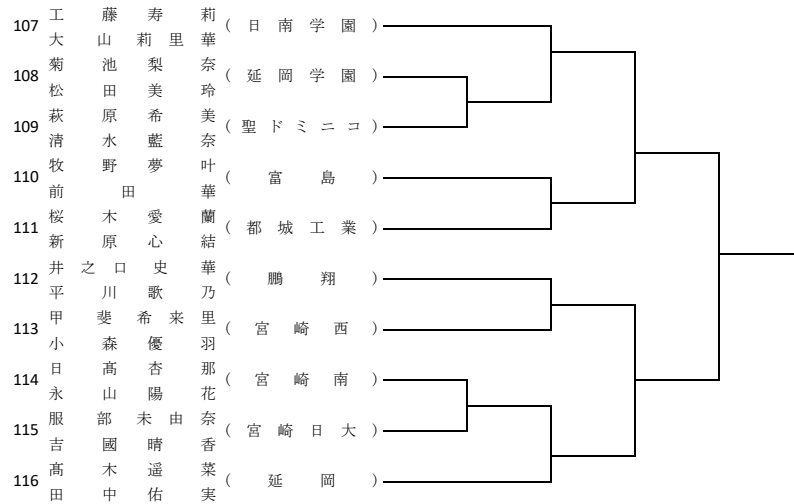 工藤寿莉
107 (日南学園)
大山莉里華
菊池梨奈
108 (延岡学園)
松田美玲
萩原希美
109 (聖ドミニコ)
清水藍奈
牧野夢叶
110 (富島)
前田華
桜木愛蘭
111 (都城工業)
新原心結
井之口史華
112 (鵬翔)
平川歌乃
甲斐希来里
113 (宮崎西)
小森優羽
日髙杏那
114 (宮崎南)
永山陽花
服部未由奈
115 (宮崎日大)
吉國晴香
髙木遥菜
116 (延岡)
田中佑実